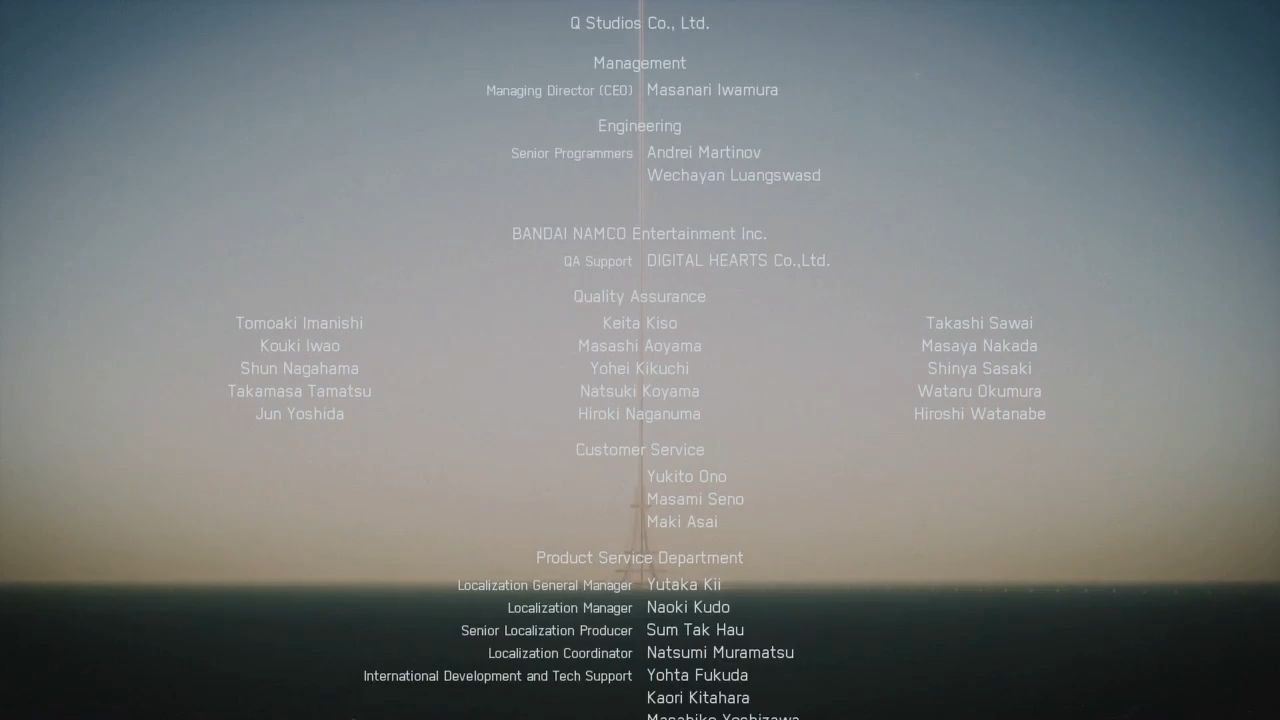 Q Studios Co., Ltd.
Management
Managing Director (CEO) Masanari Iwamura
Engineering
Senior Programmers Andrei Martinov
Wechayan Luangswasd
BANDAI NAMCO Entertainment Inc.
QA Support DIGITAL HEARTS Co.,Ltd.
Quality Assurance
Tomoaki Imanishi Keita Kiso Takashi Sawai
Kouki Iwao Masashi Aoyama Masaya Nakada
Shun Nagahama Yohei Kikuchi Shinya Sasaki
Takamasa Tamatsu Natsuki Koyama Wataru Okumura
Jun Yoshida Hiroki Naganuma Hiroshi Watanabe
Customer Service
Yukito Ono
Masami Seno
Maki Asai
Product Service Department
Localization General Manager Yutaka Kii
Localization Manager Naoki Kudo
Senior Localization Producer Sum Tak Hau
Localization Coordinator Natsumi Muramatsu
International Development and Tech Support Yohta Fukuda
Kaori Kitahara
Masahiko Yoshizawa